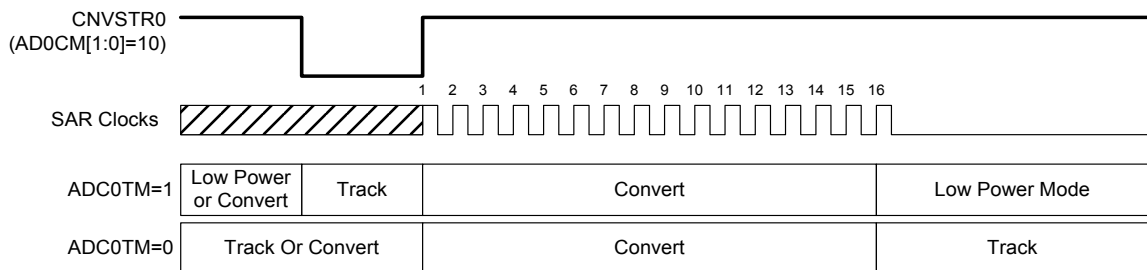 CNVSTR0
(AD0CM[1:0]=10)
1 2 3 4 5 6 7 8 9 10 11 12 13 14 15 16
SAR Clocks
ADC0TM=1
Low Power
or Convert
Track
Convert
Low Power Mode
ADC0TM=0
Track Or Convert
Convert
Track